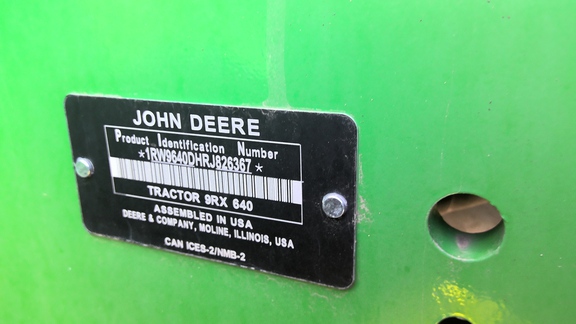 JOHN DEERE
Product Identification Number
*1RW9640DHRJ826367*
TRACTOR 9RX 640
ASSEMBLED IN USA
DEERE & COMPANY, MOLINE, ILLINOIS, USA
CAN ICES-2/NMB-2